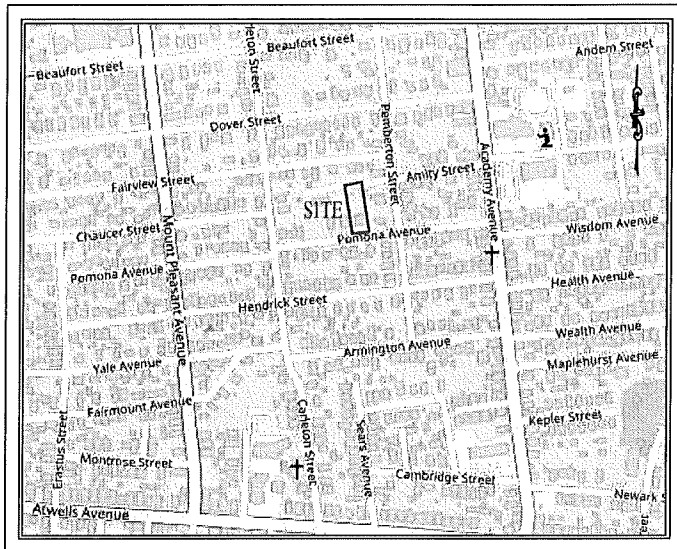 Beaufort Street
Andem Street
Beaufort Street
Dover Street
Pemberton Street
Amity Street
Academy Avenue
Fairview Street
SITE
Chaucer Street
Pomona Avenue
Wisdom Avenue
Mount Pleasant Avenue
Pomona Avenue
Health Avenue
Hendrick Street
Wealth Avenue
Armington Avenue
Maplehurst Avenue
Yale Avenue
Fairmount Avenue
Kepler Street
Carleton Street
Sears Avenue
Erastus Street
Montrose Street
Cambridge Street
Newark S
Atwells Avenue